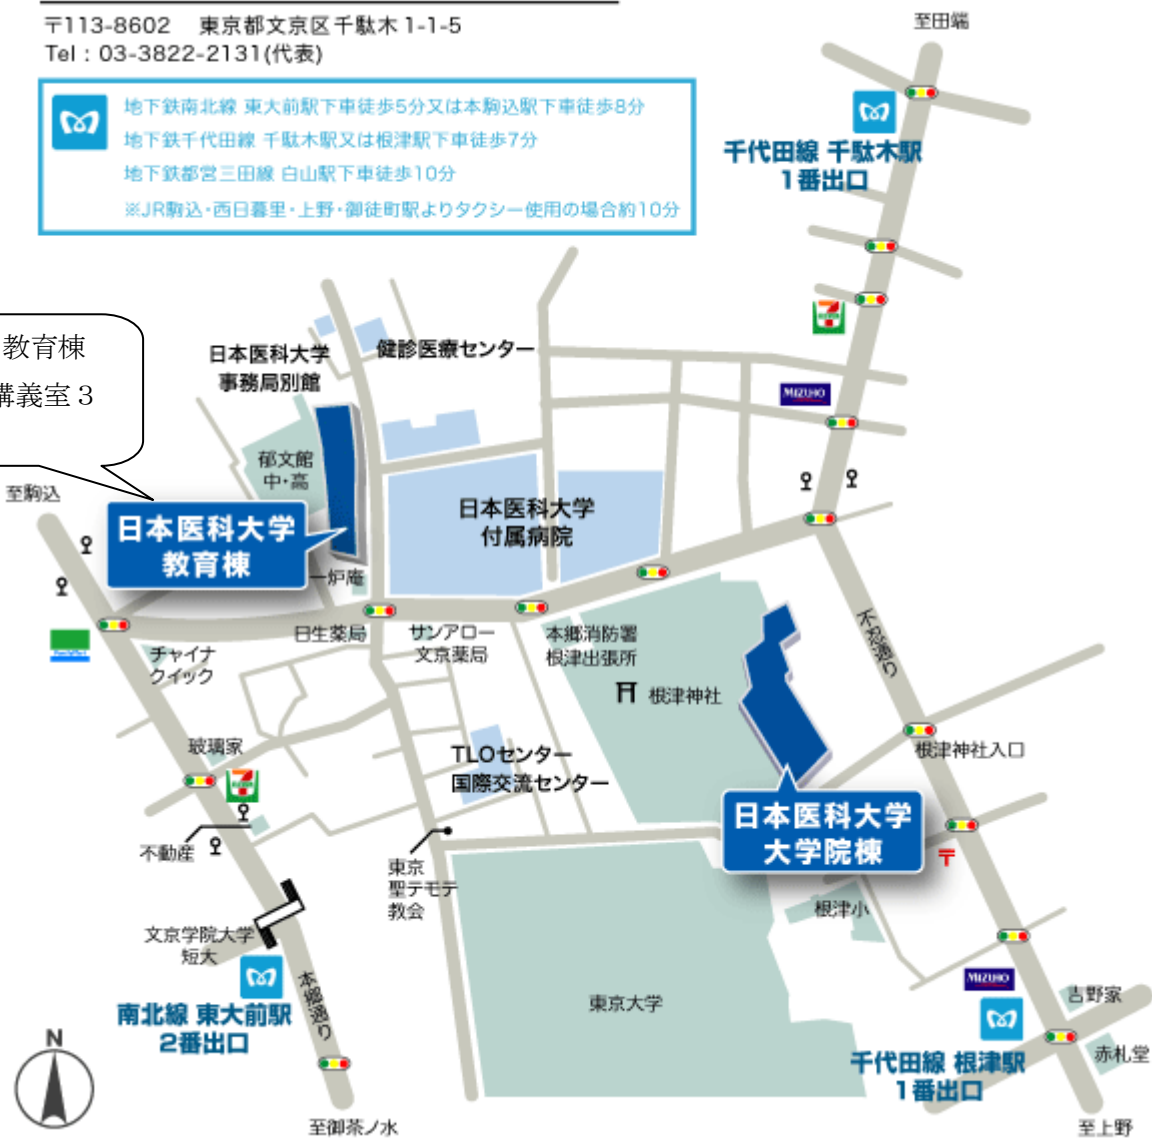 〒113-8602 東京都文京区千駄木1-1-5
Tel：03-3822-2131(代表)
地下鉄南北線 東大前駅下車徒歩5分又は本駒込駅下車徒歩8分
地下鉄千代田線 千駄木駅又は根津駅下車徒歩7分
地下鉄都営三田線 白山駅下車徒歩10分
※JR駒込・西日暮里・上野・御徒町駅よりタクシー使用の場合約10分
至田端
千代田線 千駄木駅
1番出口
教育棟
講義室３
日本医科大学
事務局別館
健診医療センター
MIZUHO
郁文館
中・高
至駒込
日本医科大学
教育棟
日本医科大学
付属病院
一炉庵
日生薬局
サンアロー
文京薬局
本郷消防署
根津出張所
不忍通り
チャイナ
クイック
根津神社
玻璃家
TLOセンター
国際交流センター
根津神社入口
日本医科大学
大学院棟
〒
不動産
東京
聖テモテ
教会
根津小
文京学院大学
短大
本郷通り
南北線 東大前駅
2番出口
東京大学
MIZUHO
吉野家
赤札堂
千代田線 根津駅
1番出口
N
至御茶ノ水
至上野